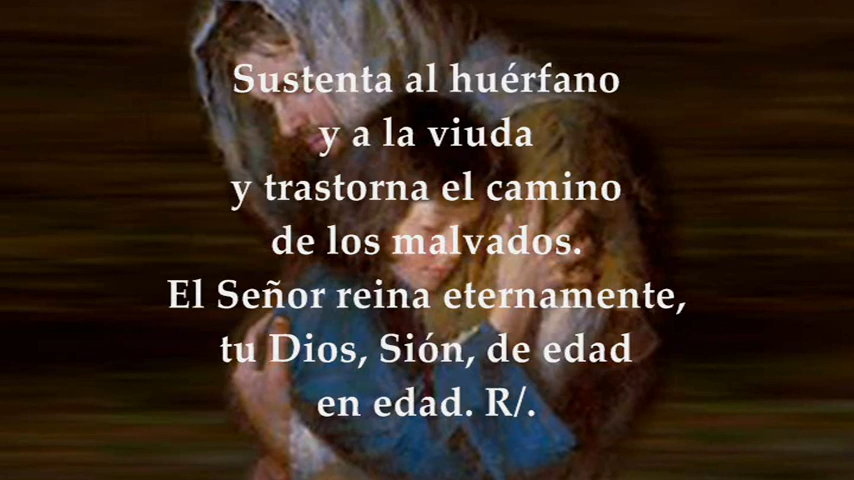 Sustenta al huérfano
y a la viuda
y trastorna el camino
de los malvados.
El Señor reina eternamente,
tu Dios, Sión, de edad
en edad. R/.